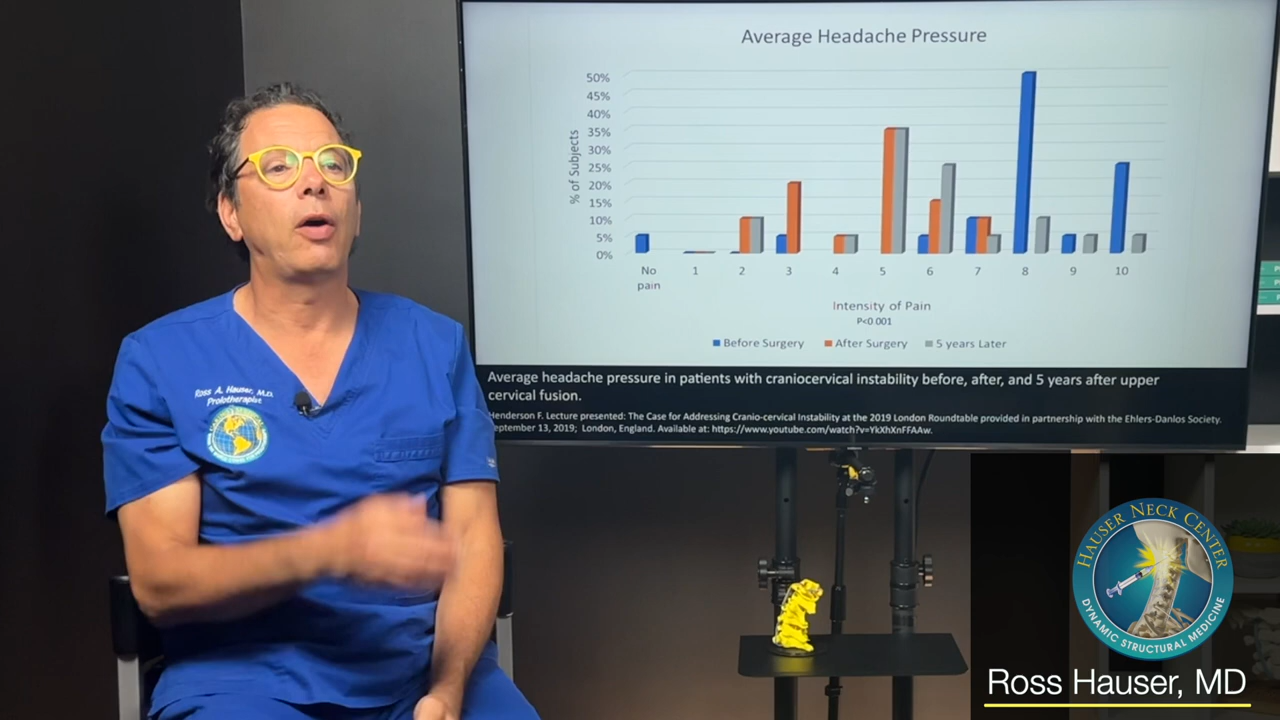 Average Headache Pressure
50%
45%
40%
35%
30%
25%
20%
15%
10%
5%
0%
% of Subjects
No pain
1
2
3
4
5
6
7
8
9
10
Intensity of Pain
P<0.001
Before Surgery
After Surgery
5 years Later
Average headache pressure in patients with craniocervical instability before, after, and 5 years after upper
cervical fusion.
Henderson F. Lecture presented: The Case for Addressing Cranio-cervical Instability at the 2019 London Roundtable provided in partnership with the Ehlers-Danlos Society.
September 13, 2019; London, England. Available at: https://www.youtube.com/watch?v=YkXhXnFFAAw.
Ross A. Hauser, M.D.
Prolotherapist
HAUSER NECK CENTER
DYNAMIC STRUCTURAL MEDICINE
Ross Hauser, MD